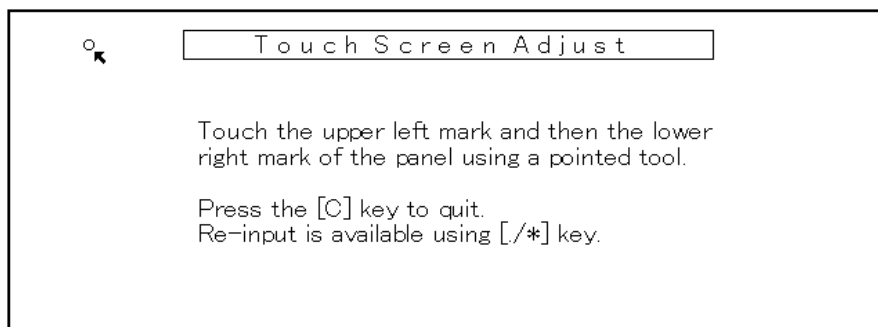 Touch Screen Adjust
Touch the upper left mark and then the lower
right mark of the panel using a pointed tool.
Press the [C] key to quit.
Re-input is available using [./*] key.